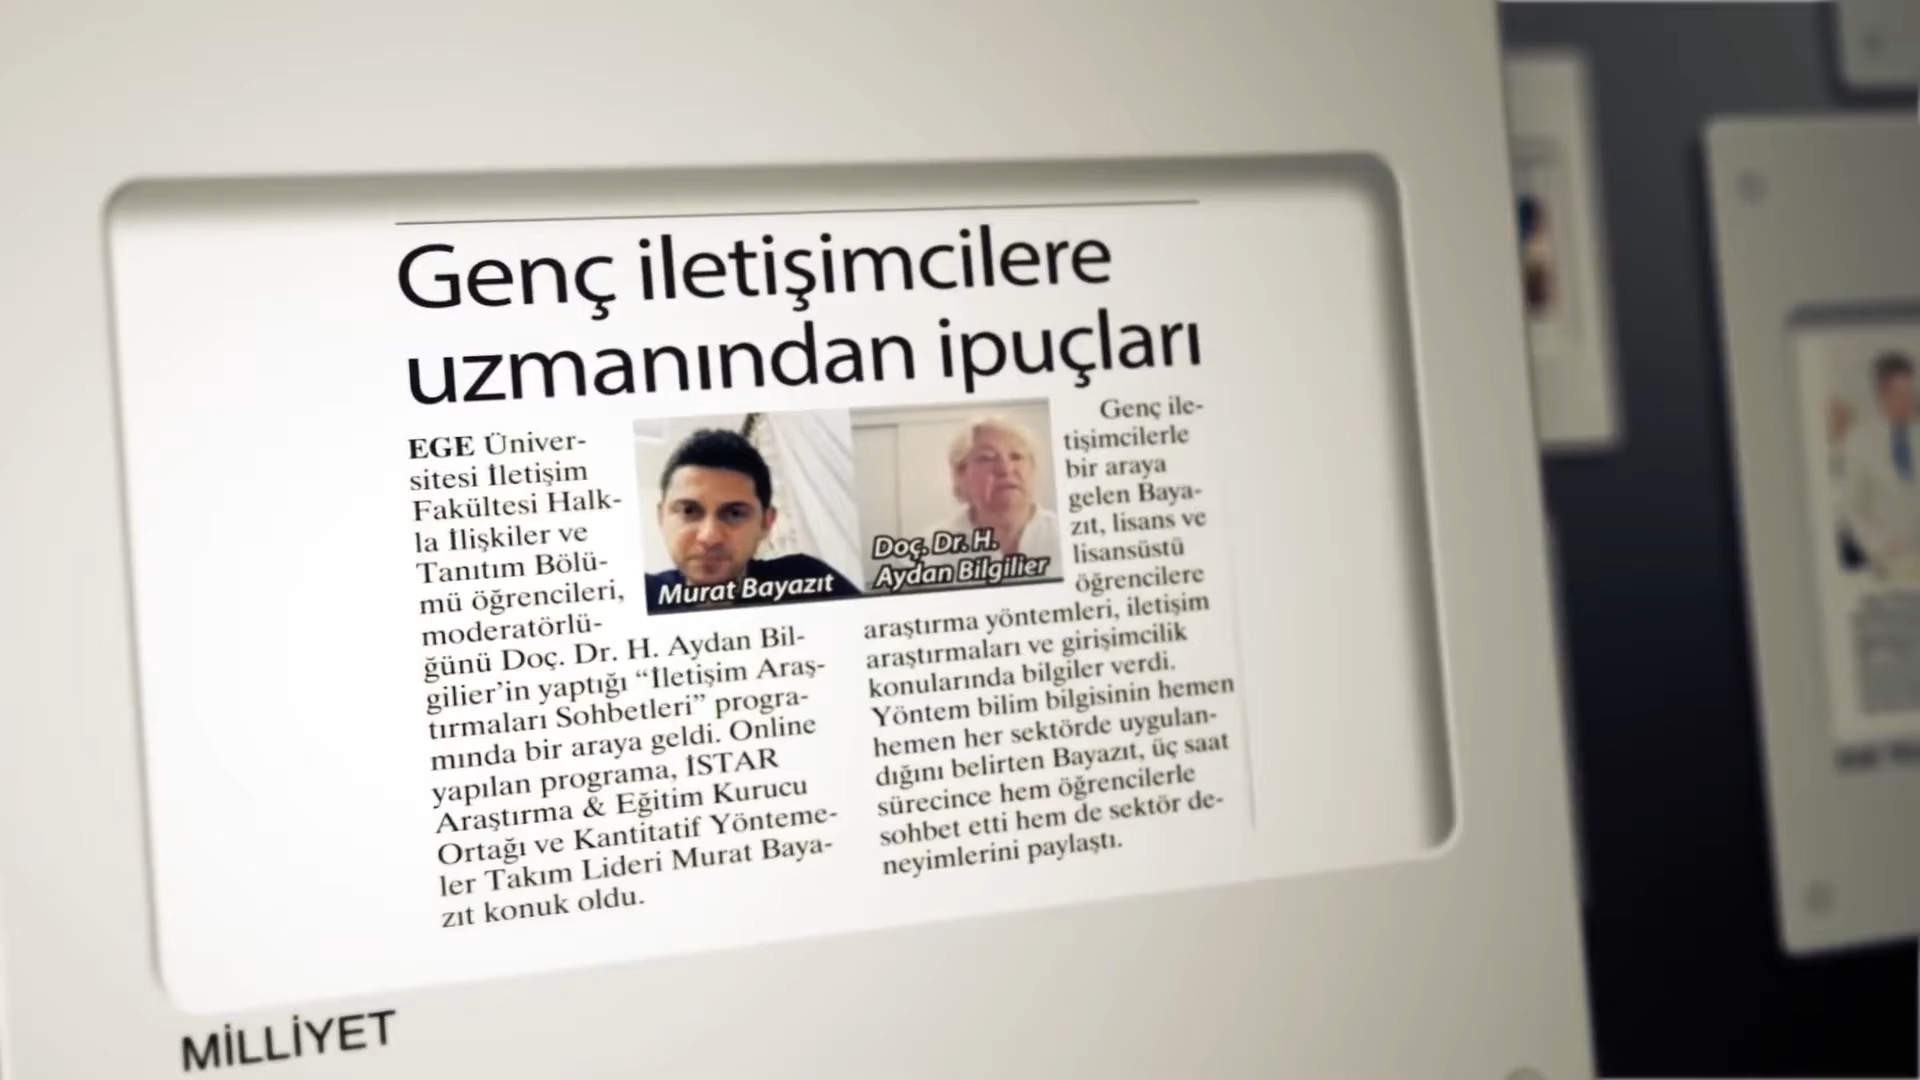 Genç iletişimcilere
uzmanından ipuçları
EGE Üniver-
sitesi İletişim
Fakültesi Halk-
la İlişkiler ve
Tanıtım Bölü-
mü öğrencileri,
moderatörlü-
ğünü Doç. Dr. H. Aydan Bil-
gilier’in yaptığı “İletişim Araş-
tırmaları Sohbetleri” progra-
mında bir araya geldi. Online
yapılan programa, İSTAR
Araştırma & Eğitim Kurucu
Ortağı ve Kantitatif Yönteme-
ler Takım Lideri Murat Baya-
zıt konuk oldu.
Murat Bayazıt
Doç. Dr. H.
Aydan Bilgilier
Genç ile-
tişimcilerle
bir araya
gelen Baya-
zıt, lisans ve
lisansüstü
öğrencilere
araştırma yöntemleri, iletişim
araştırmaları ve girişimcilik
konularında bilgiler verdi.
Yöntem bilim bilgisinin hemen
hemen her sektörde uygulan-
dığını belirten Bayazıt, üç saat
sürecince hem öğrencilerle
sohbet etti hem de sektör de-
neyimlerini paylaştı.
MİLLİYET